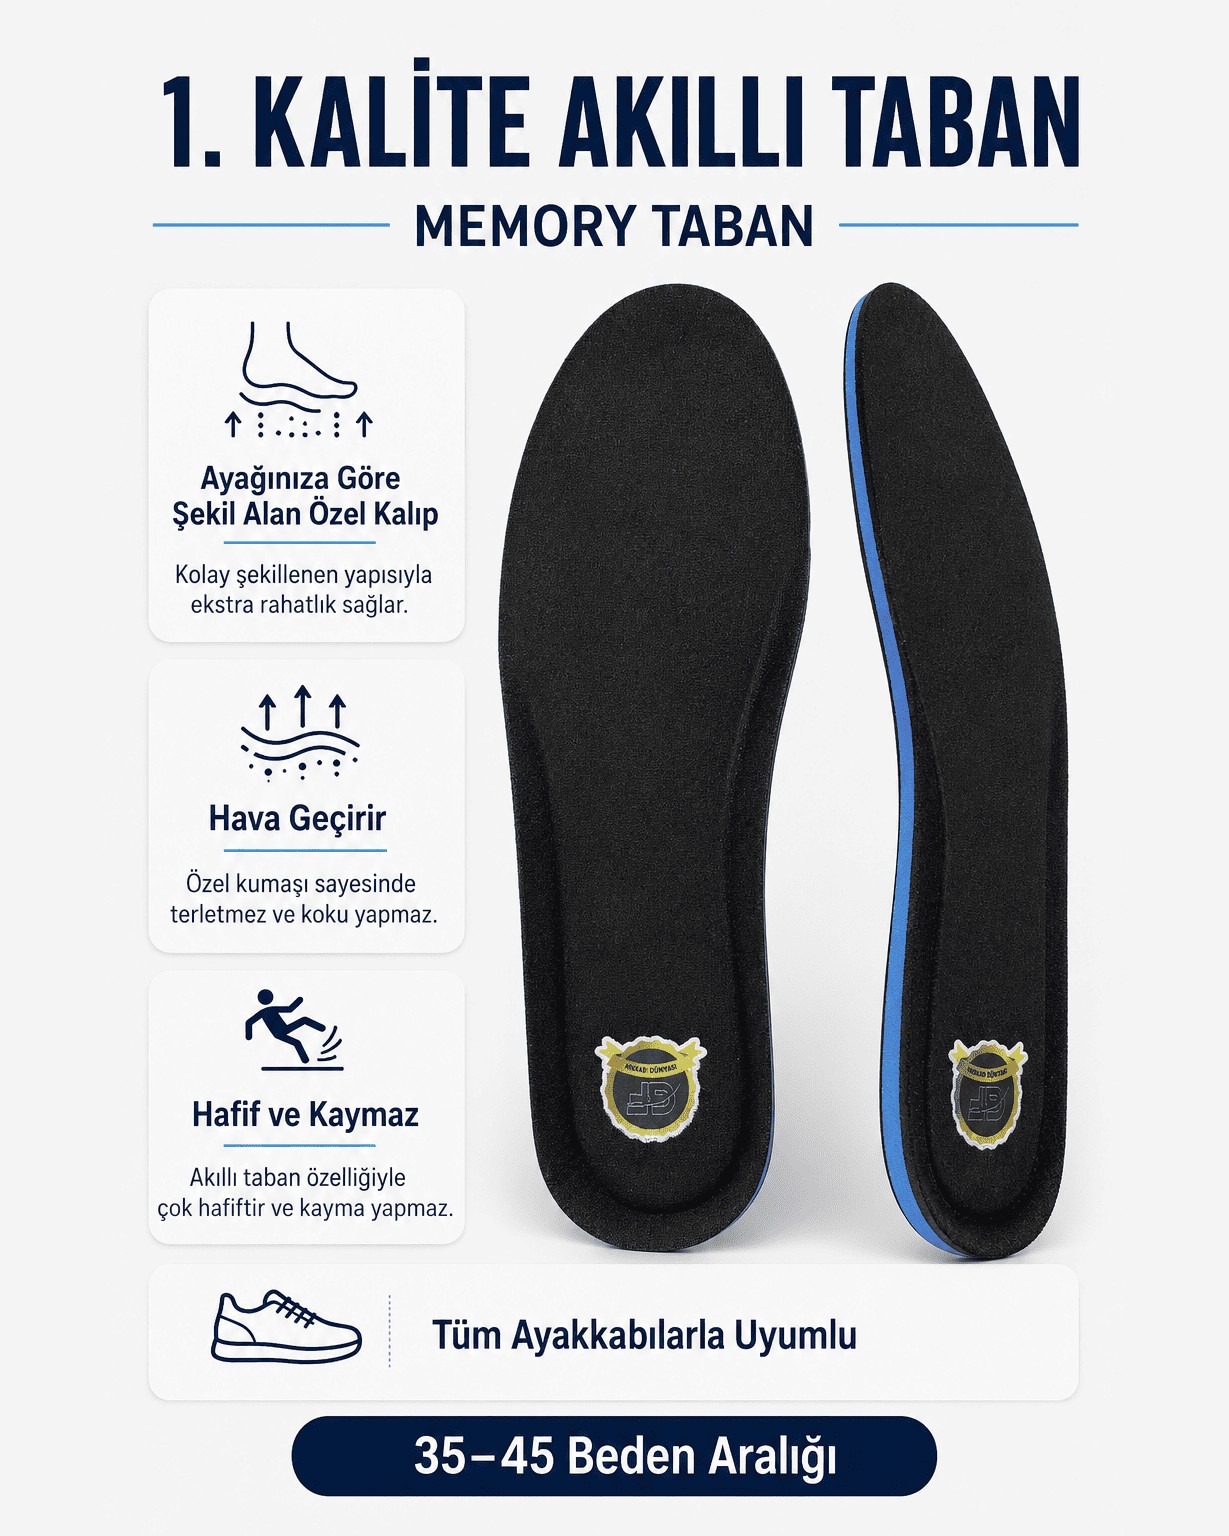 1. KALİTE AKILLI TABAN
MEMORY TABAN
Ayağınıza Göre
Şekil Alan Özel Kalıp
Kolay şekillenen yapısıyla
ekstra rahatlık sağlar.
Hava Geçirir
Özel kumaşı sayesinde
terletmez ve koku yapmaz.
Hafif ve Kaymaz
Akıllı taban özelliğiyle
çok hafiftir ve kayma yapmaz.
DÜNYASI
Tüm Ayakkabılarla Uyumlu
35–45 Beden Aralığı